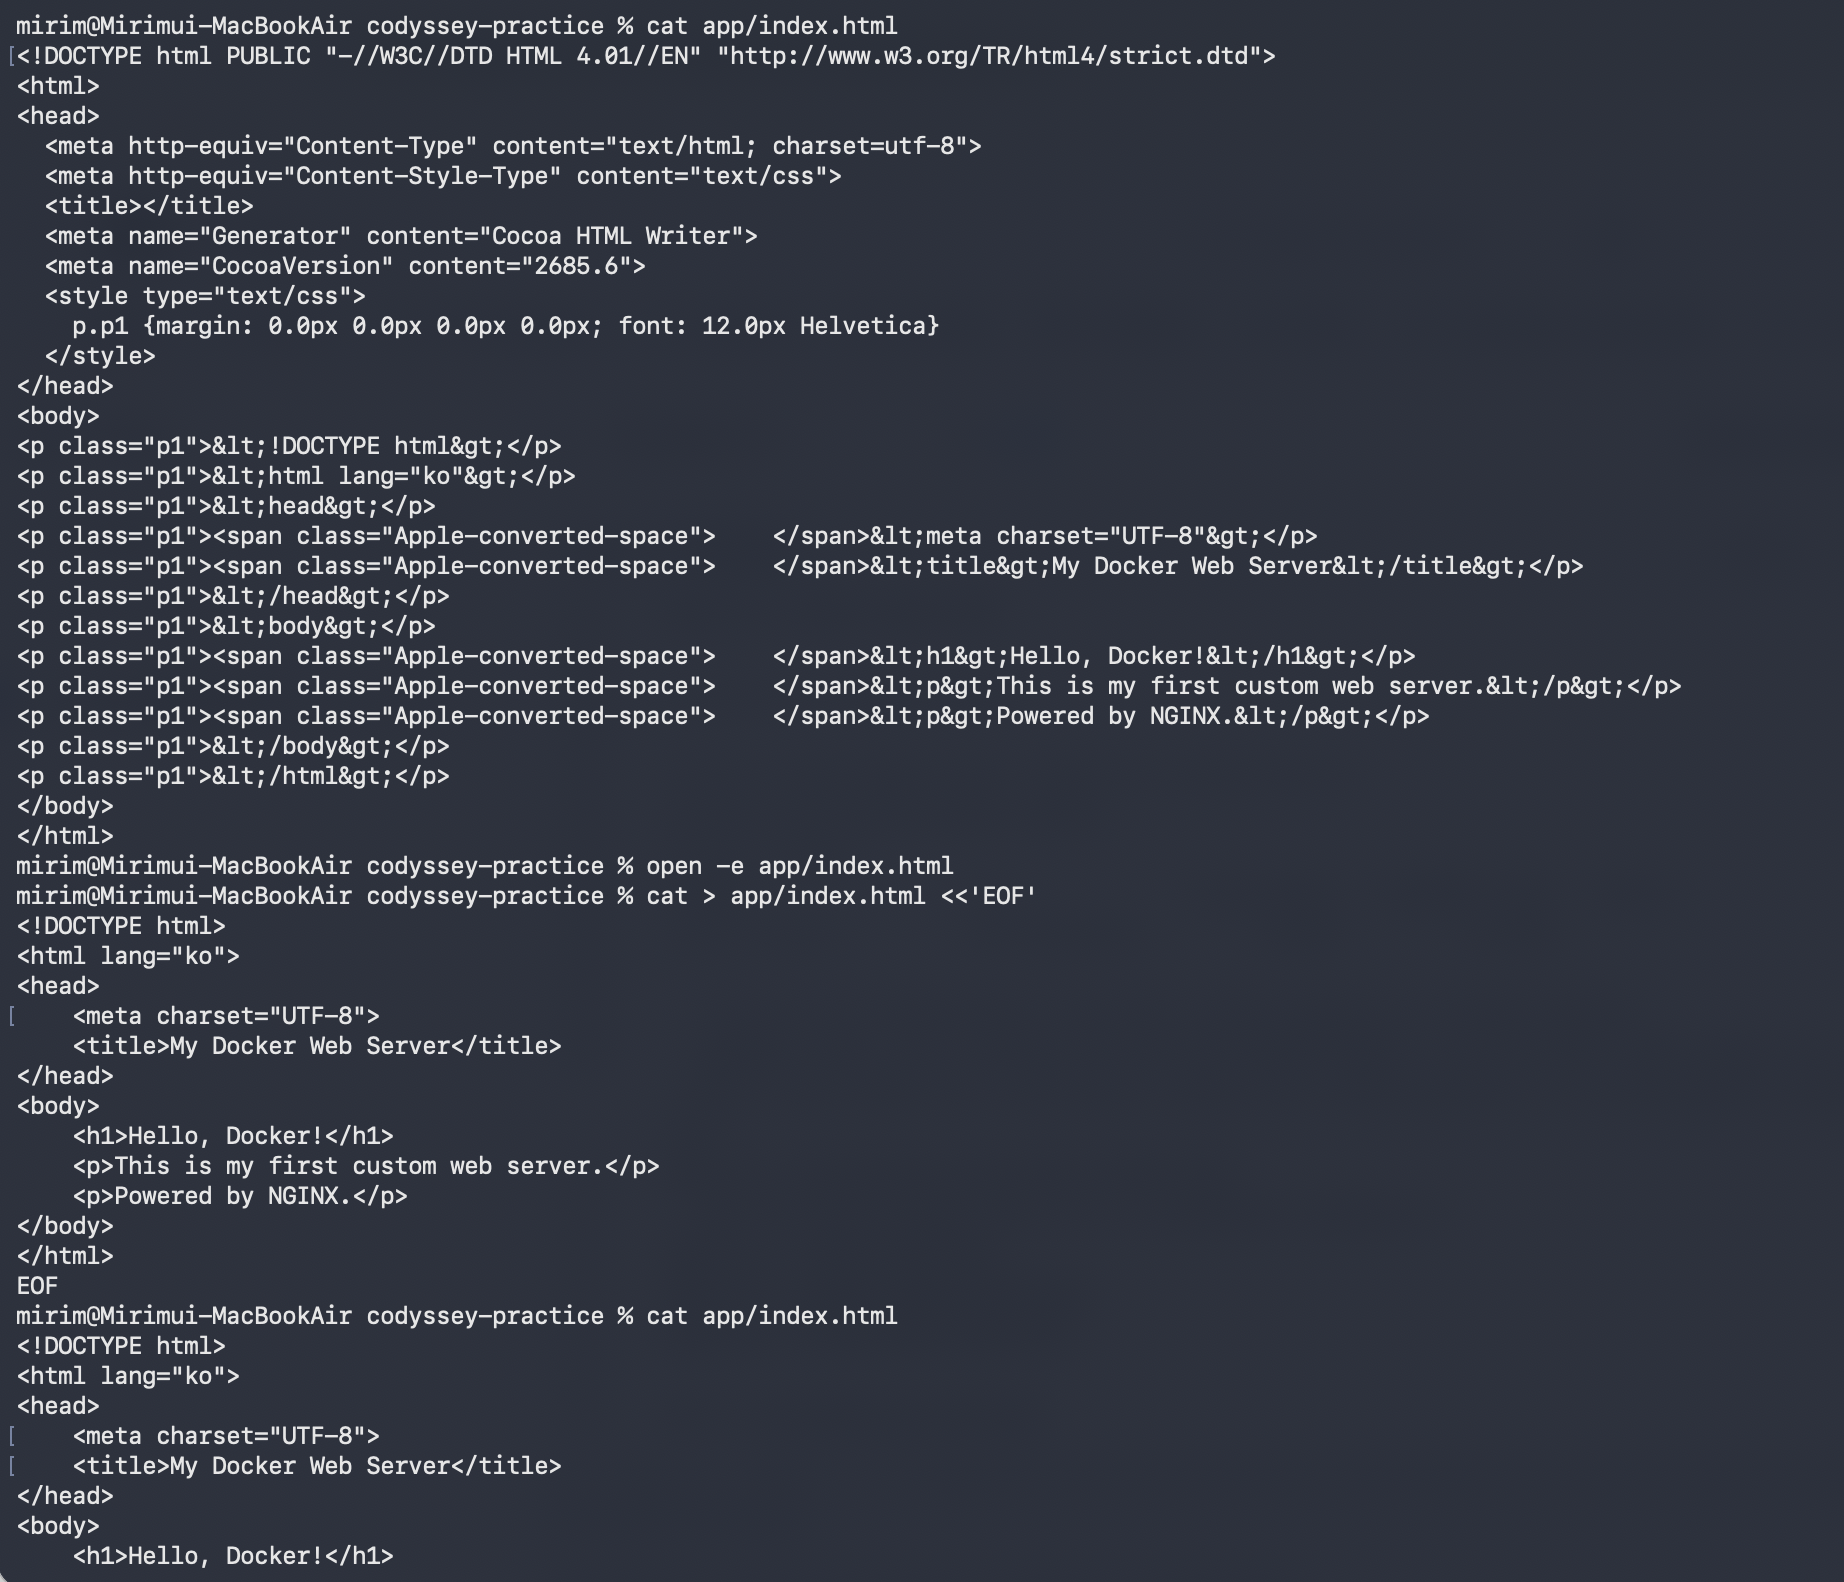 mirim@Mirimui-MacBookAir codyssey-practice % cat app/index.html
[<!DOCTYPE html PUBLIC "-//W3C//DTD HTML 4.01//EN" "http://www.w3.org/TR/html4/strict.dtd">
<html>
<head>
  <meta http-equiv="Content-Type" content="text/html; charset=utf-8">
  <meta http-equiv="Content-Style-Type" content="text/css">
  <title></title>
  <meta name="Generator" content="Cocoa HTML Writer">
  <meta name="CocoaVersion" content="2685.6">
  <style type="text/css">
    p.p1 {margin: 0.0px 0.0px 0.0px 0.0px; font: 12.0px Helvetica}
  </style>
</head>
<body>
<p class="p1">&lt;!DOCTYPE html&gt;</p>
<p class="p1">&lt;html lang="ko"&gt;</p>
<p class="p1">&lt;head&gt;</p>
<p class="p1"><span class="Apple-converted-space">    </span>&lt;meta charset="UTF-8"&gt;</p>
<p class="p1"><span class="Apple-converted-space">    </span>&lt;title&gt;My Docker Web Server&lt;/title&gt;</p>
<p class="p1">&lt;/head&gt;</p>
<p class="p1">&lt;body&gt;</p>
<p class="p1"><span class="Apple-converted-space">    </span>&lt;h1&gt;Hello, Docker!&lt;/h1&gt;</p>
<p class="p1"><span class="Apple-converted-space">    </span>&lt;p&gt;This is my first custom web server.&lt;/p&gt;</p>
<p class="p1"><span class="Apple-converted-space">    </span>&lt;p&gt;Powered by NGINX.&lt;/p&gt;</p>
<p class="p1">&lt;/body&gt;</p>
<p class="p1">&lt;/html&gt;</p>
</body>
</html>
mirim@Mirimui-MacBookAir codyssey-practice % open -e app/index.html
mirim@Mirimui-MacBookAir codyssey-practice % cat > app/index.html <<'EOF'
<!DOCTYPE html>
<html lang="ko">
<head>
[    <meta charset="UTF-8">
    <title>My Docker Web Server</title>
</head>
<body>
    <h1>Hello, Docker!</h1>
    <p>This is my first custom web server.</p>
    <p>Powered by NGINX.</p>
</body>
</html>
EOF
mirim@Mirimui-MacBookAir codyssey-practice % cat app/index.html
<!DOCTYPE html>
<html lang="ko">
<head>
[    <meta charset="UTF-8">
[    <title>My Docker Web Server</title>
</head>
<body>
    <h1>Hello, Docker!</h1>